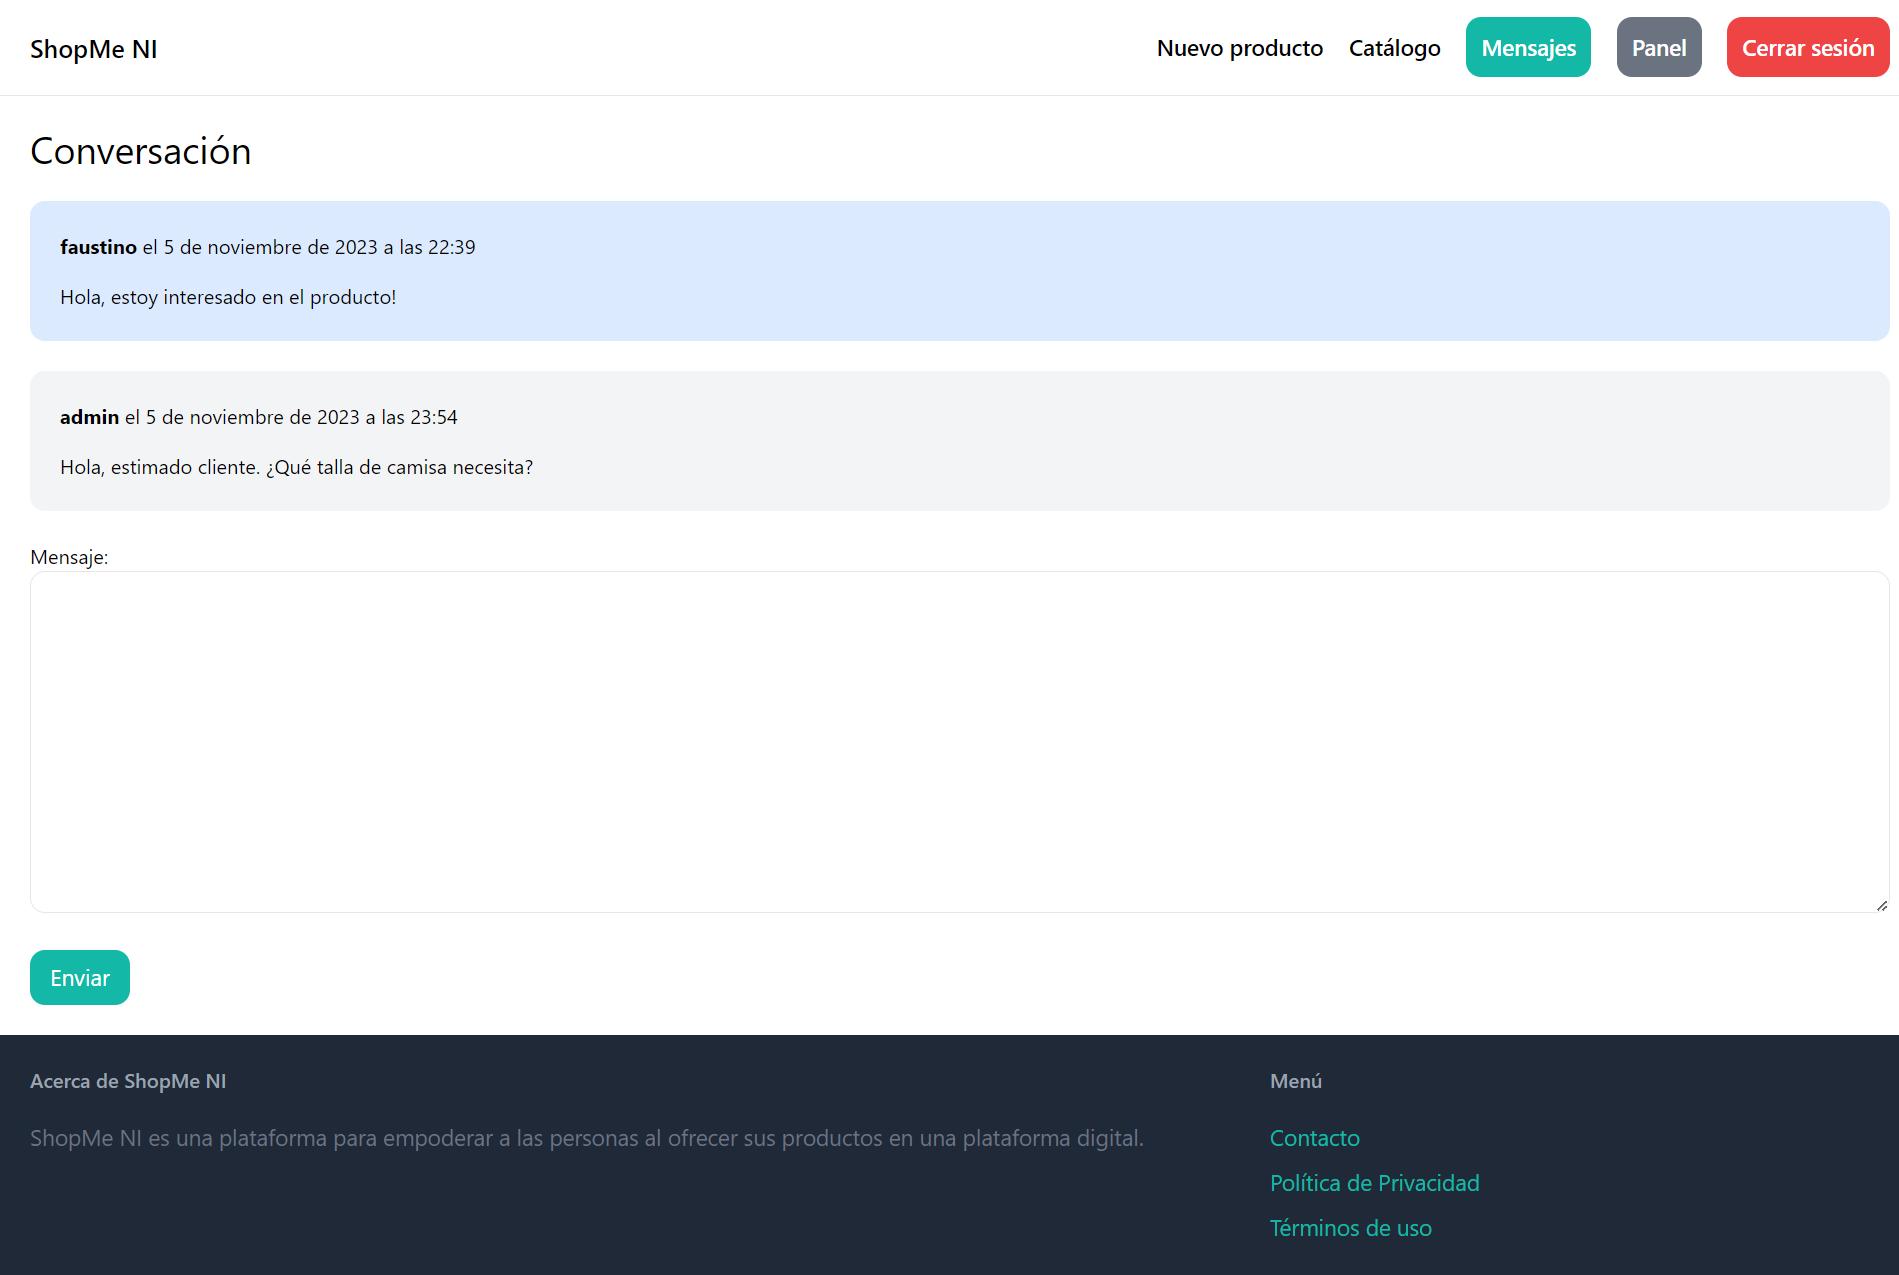 ShopMe NI
Nuevo producto Catálogo Mensajes Panel Cerrar sesión
Conversación
faustino el 5 de noviembre de 2023 a las 22:39
Hola, estoy interesado en el producto!
admin el 5 de noviembre de 2023 a las 23:54
Hola, estimado cliente. ¿Qué talla de camisa necesita?
Mensaje:
Enviar
Acerca de ShopMe NI
ShopMe NI es una plataforma para empoderar a las personas al ofrecer sus productos en una plataforma digital.
Menú
Contacto
Política de Privacidad
Términos de uso